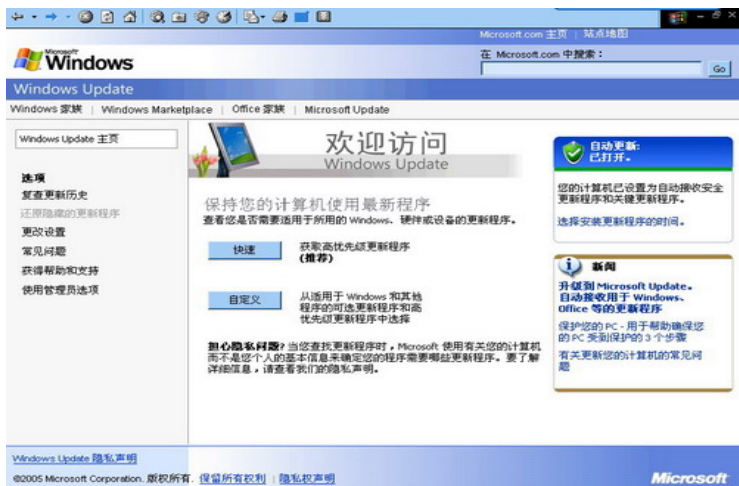 Microsoft.com 主页 | 站点地图
Microsoft
Windows
在 Microsoft.com 中搜索：
Go
Windows Update
Windows 家族 | Windows Marketplace | Office 家族 | Microsoft Update
Windows Update 主页
选项
复查更新历史
还原隐藏的更新程序
更改设置
常见问题
获得帮助和支持
使用管理员选项
欢迎访问
Windows Update
保持您的计算机使用最新程序
查看您是否需要适用于所用的 Windows、硬件或设备的更新程序。
快速
获取高优先级更新程序
(推荐)
自定义
从适用于 Windows 和其他
程序的可选更新程序和高
优先级更新程序中选择
担心隐私问题? 当您查找更新程序时，Microsoft 使用有关您的计算机
而不是您个人的基本信息来确定您的程序需要哪些更新程序。要了解
详细信息，请查看我们的隐私声明。
自动更新:
已打开。
您的计算机已设置为自动接收安全
更新程序和关键更新程序。
选择安装更新程序的时间。
新闻
升级到 Microsoft Update。
自动接收用于 Windows、
Office 等的更新程序
保护您的 PC - 用于帮助确保您
的 PC 受到保护的 3 个步骤
有关更新您的计算机的常见问
题
Windows Update 隐私声明
©2005 Microsoft Corporation. 版权所有. 保留所有权利 | 隐私权声明
Microsoft